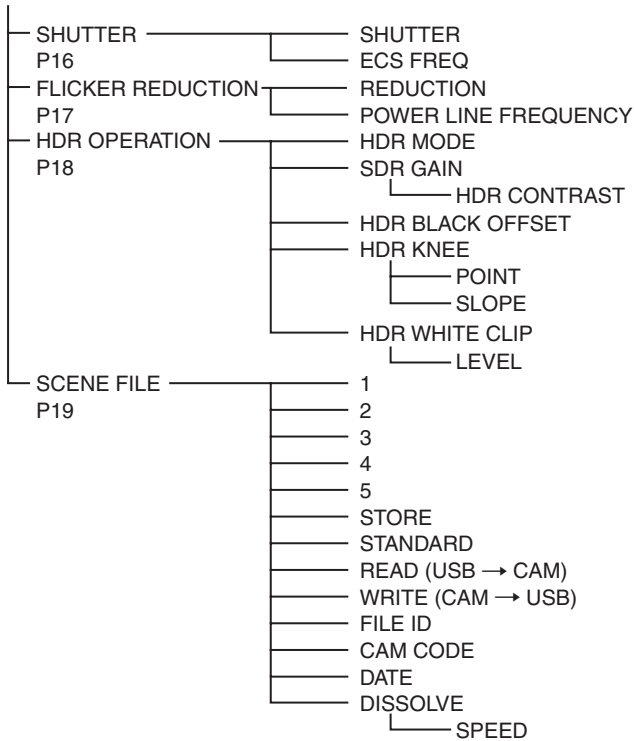 SHUTTER SHUTTER
P16 ECS FREQ
FLICKER REDUCTION REDUCTION
P17 POWER LINE FREQUENCY
HDR OPERATION HDR MODE
P18 SDR GAIN
HDR CONTRAST
HDR BLACK OFFSET
HDR KNEE
POINT
SLOPE
HDR WHITE CLIP
LEVEL
SCENE FILE 1
P19 2
3
4
5
STORE
STANDARD
READ (USB → CAM)
WRITE (CAM → USB)
FILE ID
CAM CODE
DATE
DISSOLVE
SPEED